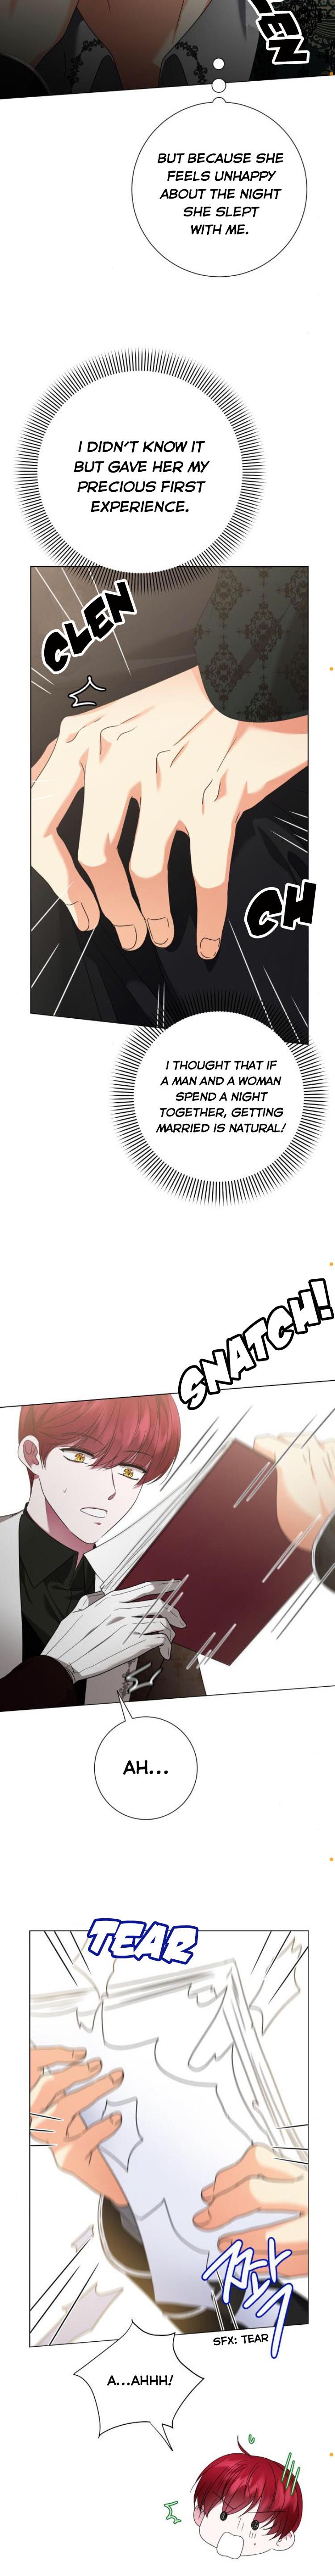 LEN
BUT BECAUSE SHE
FEELS UNHAPPY
ABOUT THE NIGHT
SHE SLEPT
WITH ME.
I DIDN'T KNOW IT
BUT GAVE HER MY
PRECIOUS FIRST
EXPERIENCE.
CLEN
CH
I THOUGHT THAT IF
A MAN AND A WOMAN
SPEND A NIGHT
TOGETHER, GETTING
MARRIED IS NATURAL!
SNATCH!
AH...
TEAR
SFX: TEAR
A...AHHH!